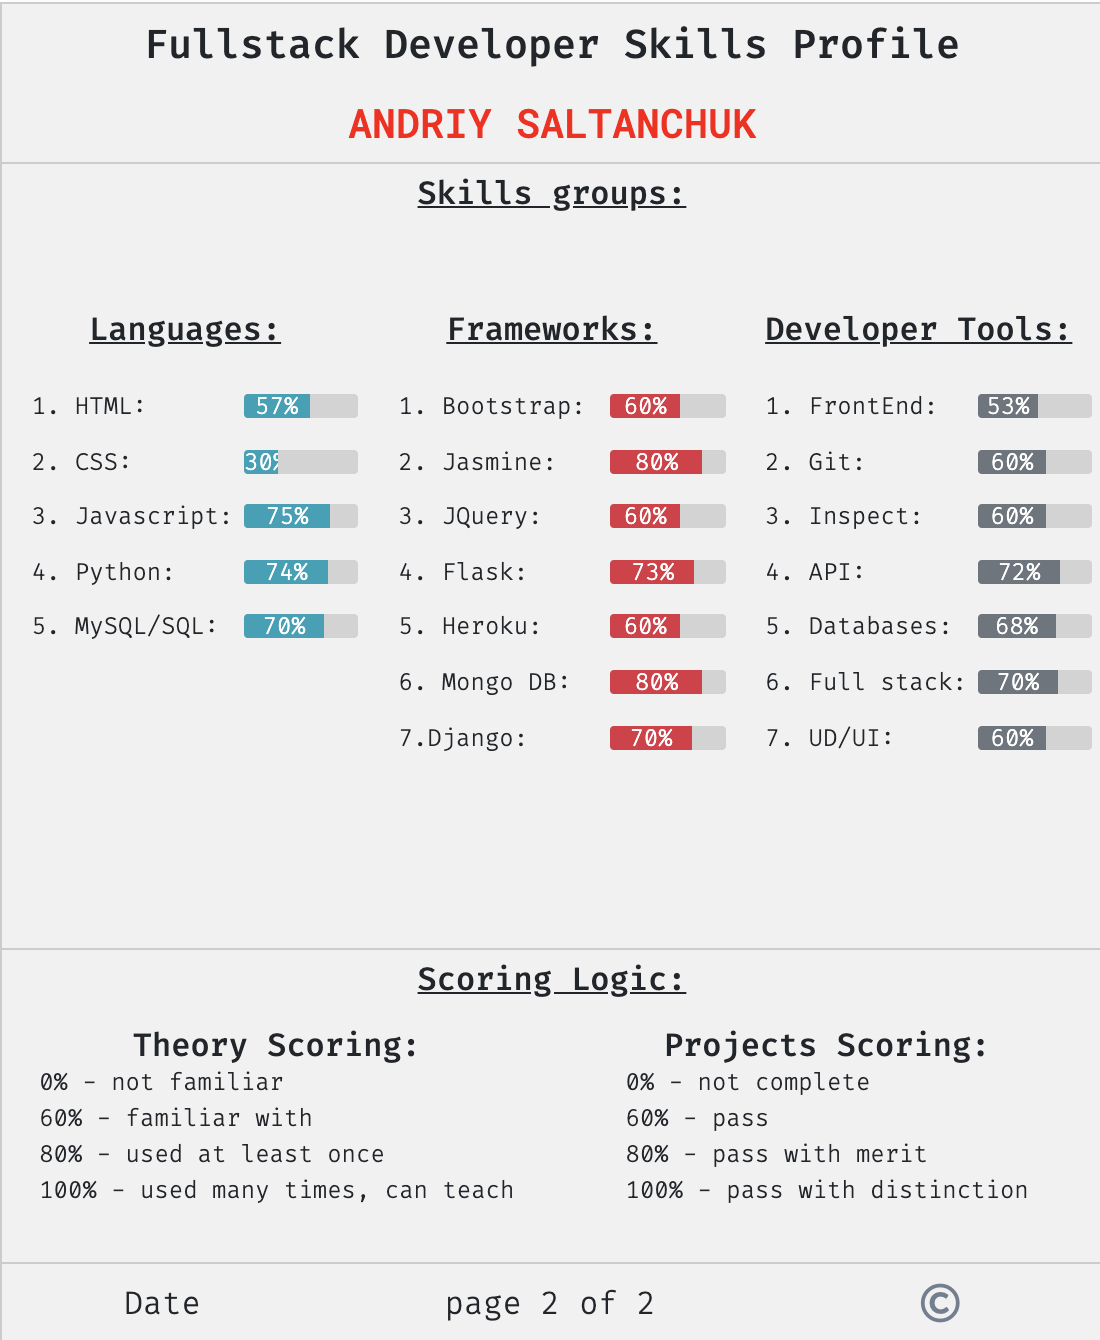 Fullstack Developer Skills Profile
ANDRIY SALTANCHUK
Skills groups:
Languages:
1. HTML: 57%
2. CSS: 30%
3. Javascript: 75%
4. Python: 74%
5. MySQL/SQL: 70%
Frameworks:
1. Bootstrap: 60%
2. Jasmine: 80%
3. JQuery: 60%
4. Flask: 73%
5. Heroku: 60%
6. Mongo DB: 80%
7.Django: 70%
Developer Tools:
1. FrontEnd: 53%
2. Git: 60%
3. Inspect: 60%
4. API: 72%
5. Databases: 68%
6. Full stack: 70%
7. UD/UI: 60%
Scoring Logic:
Theory Scoring:
0% - not familiar
60% - familiar with
80% - used at least once
100% - used many times, can teach
Projects Scoring:
0% - not complete
60% - pass
80% - pass with merit
100% - pass with distinction
Date page 2 of 2 ©